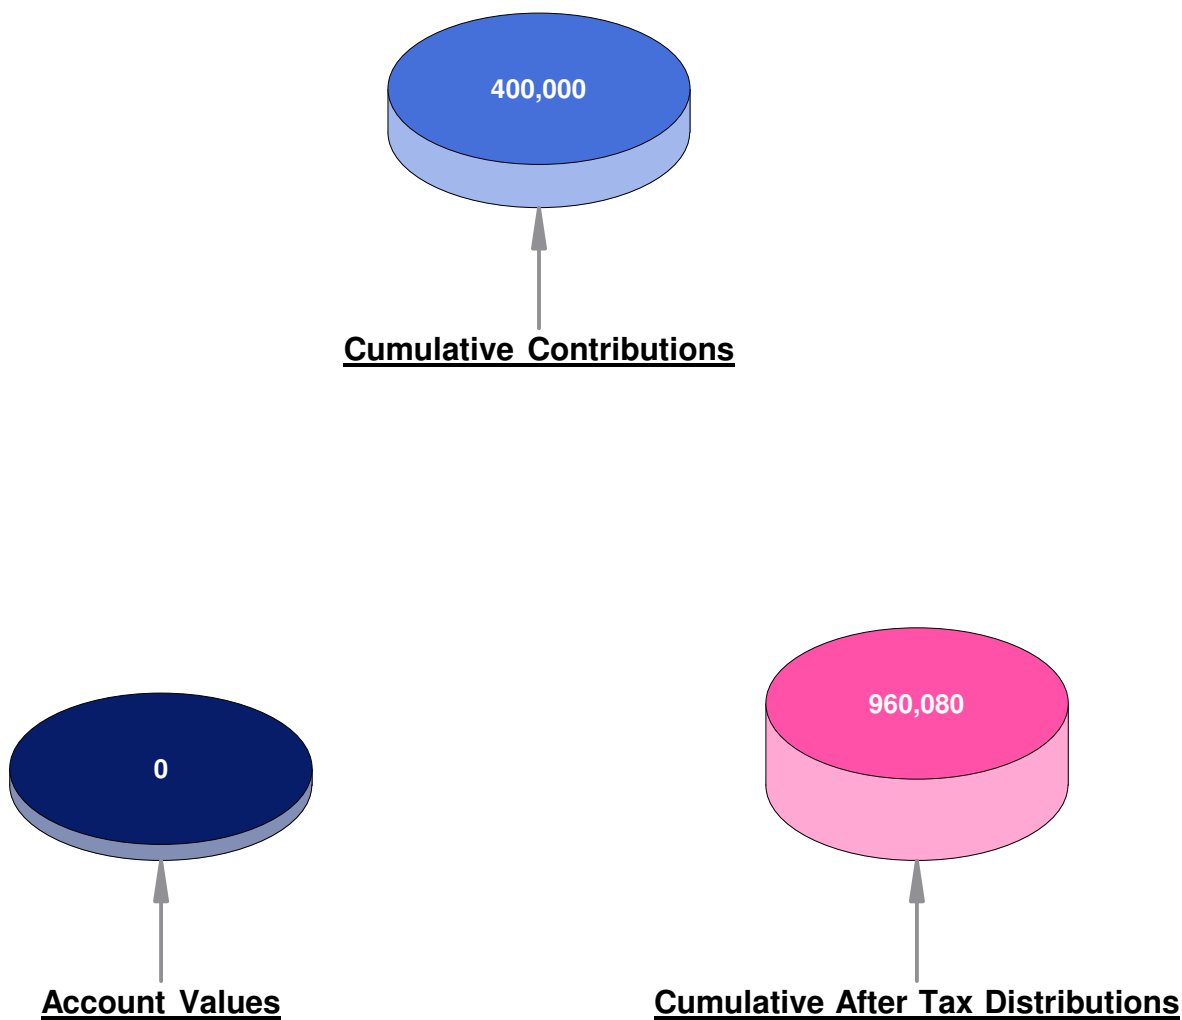 400,000
Cumulative Contributions
960,080
0
Account Values
Cumulative After Tax Distributions